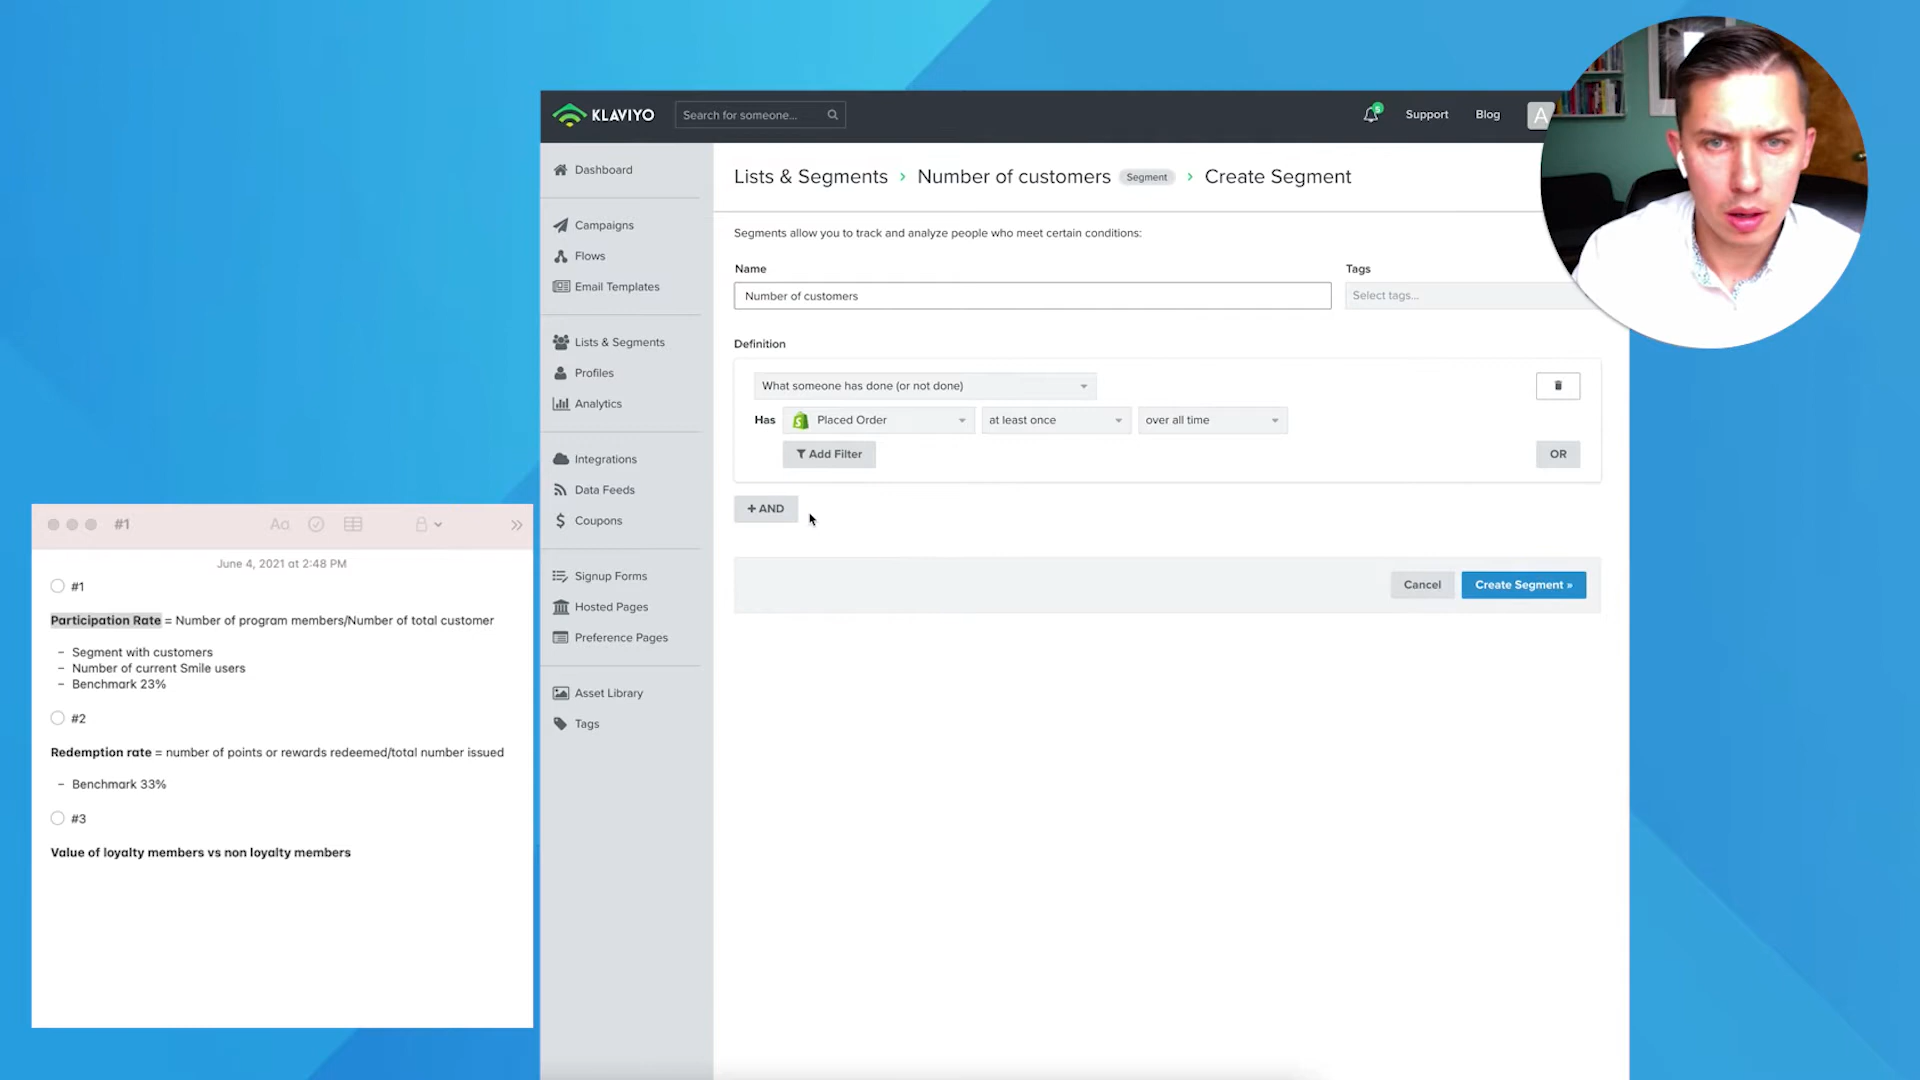 KLAVIYO
Search for someone...
5
Support
Blog
A
Dashboard
Campaigns
Flows
Email Templates
Lists & Segments
Profiles
Analytics
Integrations
Data Feeds
Coupons
Signup Forms
Hosted Pages
Preference Pages
Asset Library
Tags
Lists & Segments › Number of customers Segment › Create Segment
Segments allow you to track and analyze people who meet certain conditions:
Name
Tags
Number of customers
Select tags...
Definition
What someone has done (or not done)
Has Placed Order at least once over all time
Add Filter
OR
+ AND
Cancel
Create Segment »
#1
Aa
June 4, 2021 at 2:48 PM
#1
Participation Rate = Number of program members/Number of total customer
– Segment with customers
– Number of current Smile users
– Benchmark 23%
#2
Redemption rate = number of points or rewards redeemed/total number issued
– Benchmark 33%
#3
Value of loyalty members vs non loyalty members